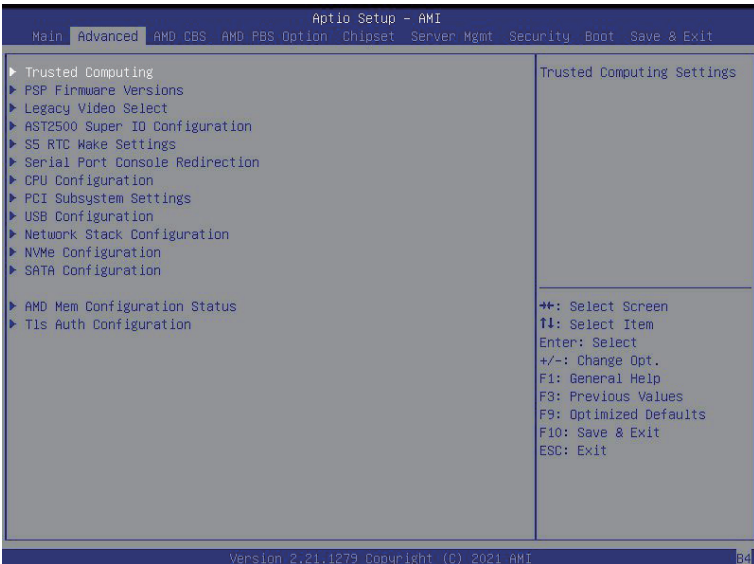 Aptio Setup – AMI
Main Advanced AMD CBS AMD PBS Option Chipset Server Mgmt Security Boot Save & Exit
▶ Trusted Computing
▶ PSP Firmware Versions
▶ Legacy Video Select
▶ AST2500 Super IO Configuration
▶ S5 RTC Wake Settings
▶ Serial Port Console Redirection
▶ CPU Configuration
▶ PCI Subsystem Settings
▶ USB Configuration
▶ Network Stack Configuration
▶ NVMe Configuration
▶ SATA Configuration
▶ AMD Mem Configuration Status
▶ Tls Auth Configuration
Trusted Computing Settings
→←: Select Screen
↑↓: Select Item
Enter: Select
+/-: Change Opt.
F1: General Help
F3: Previous Values
F9: Optimized Defaults
F10: Save & Exit
ESC: Exit
Version 2.21.1279 Copyright (C) 2021 AMI
B4